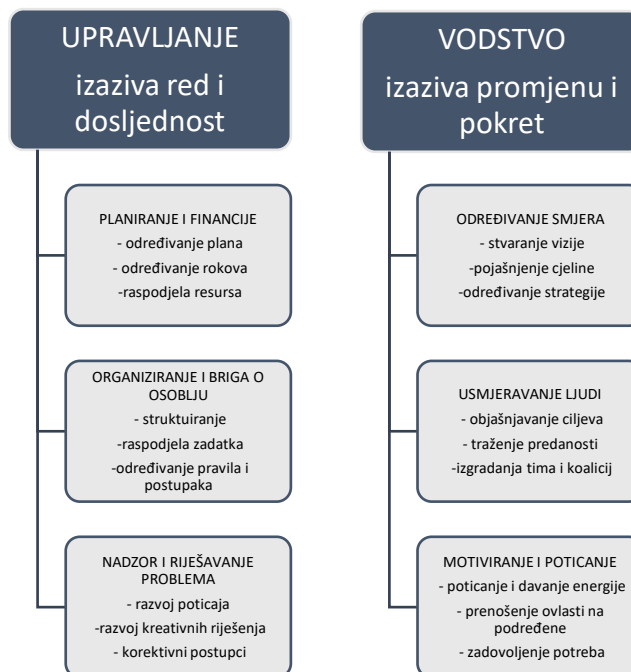 UPRAVLJANJE
izaziva red i
dosljednost
PLANIRANJE I FINANCIJE
- određivanje plana
- određivanje rokova
-raspodjela resursa
ORGANIZIRANJE I BRIGA O
OSOBLJU
- struktuiranje
-raspodjela zadatka
-određivanje pravila i
postupaka
NADZOR I RIJEŠAVANJE
PROBLEMA
- razvoj poticaja
-razvoj kreativnih riješenja
- korektivni postupci
VODSTVO
izaziva promjenu i
pokret
ODREĐIVANJE SMJERA
- stvaranje vizije
-pojašnjenje cjeline
-određivanje strategije
USMJERAVANJE LJUDI
- objašnjavanje ciljeva
- traženje predanosti
-izgradanja tima i koalicij
MOTIVIRANJE I POTICANJE
- poticanje i davanje energije
- prenošenje ovlasti na
podređene
- zadovoljenje potreba